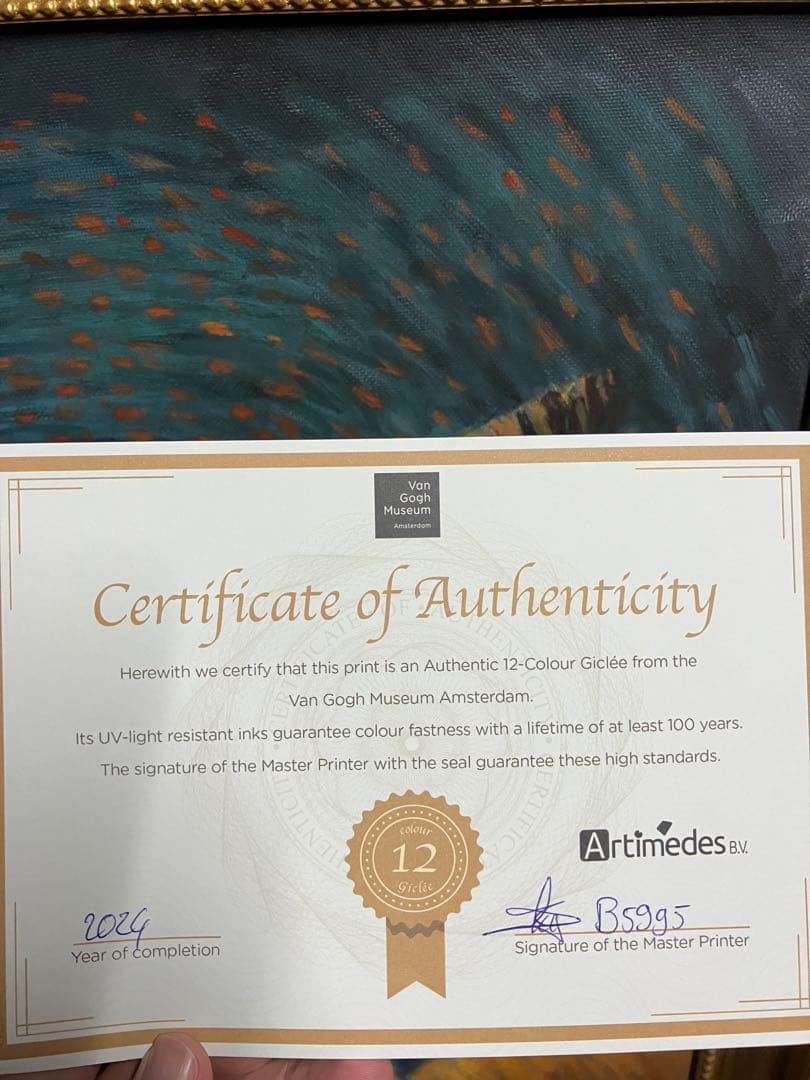 Van
Gogh
Museum
Amsterdam
Certificate of Authenticity
Herewith we certify that this print is an Authentic 12-Colour Giclée from the
Van Gogh Museum Amsterdam.
Its UV-light resistant inks guarantee colour fastness with a lifetime of at least 100 years.
The signature of the Master Printer with the seal guarantee these high standards.
colour
12
Giclée
Artimedes B.V.
2024
Year of completion
B5995
Signature of the Master Printer